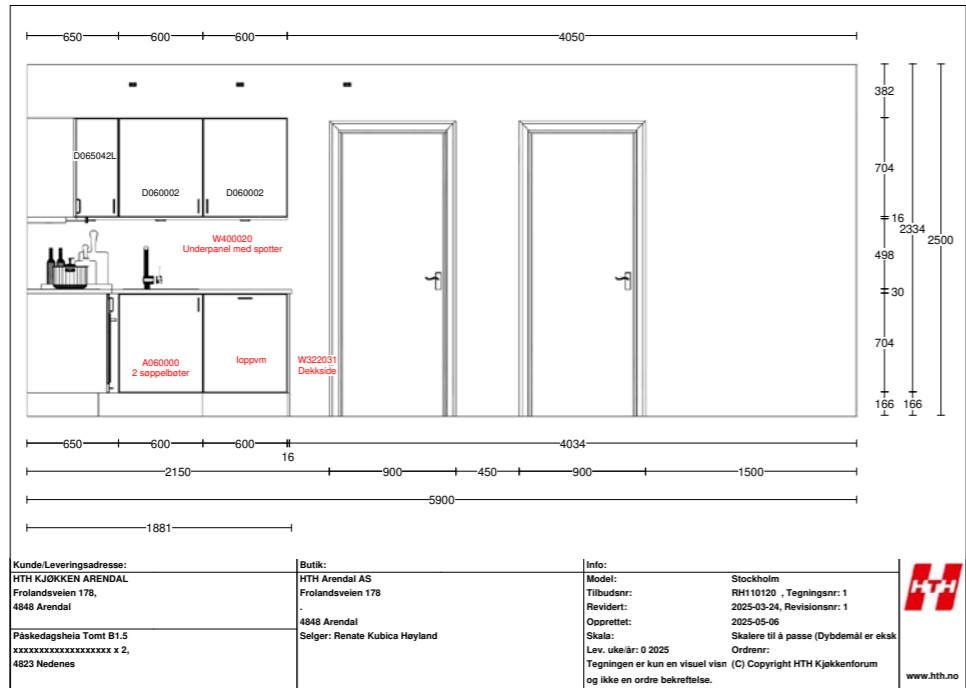 650 600 600 4050
382
D065042L
704
D060002 D060002
16
W400020
Underpanel med spotter
2334
2500
498
30
A060000
2 søppelbøter
loppvm
W322031
Dekkside
704
166 166
650 600 600 4034
16
2150 900 450 900 1500
5900
1881
Kunde/Leveringsadresse:
HTH KJØKKEN ARENDAL
Frolandsveien 178,
4848 Arendal
Påskedagsheia Tomt B1.5
xxxxxxxxxxxxxxxxxxx x 2,
4823 Nedenes
Butik:
HTH Arendal AS
Frolandsveien 178
.
4848 Arendal
Selger: Renate Kubica Høyland
Info:
Model: Stockholm
Tilbudsnr: RH110120 , Tegningsnr: 1
Revidert: 2025-03-24, Revisionsnr: 1
Opprettet: 2025-05-06
Skala: Skalere til å passe (Dybdemål er eksk
Lev. uke/år: 0 2025 Ordrenr:
Tegningen er kun en visuel visn (C) Copyright HTH Kjøkkenforum
og ikke en ordre bekreftelse.
HTH
www.hth.no